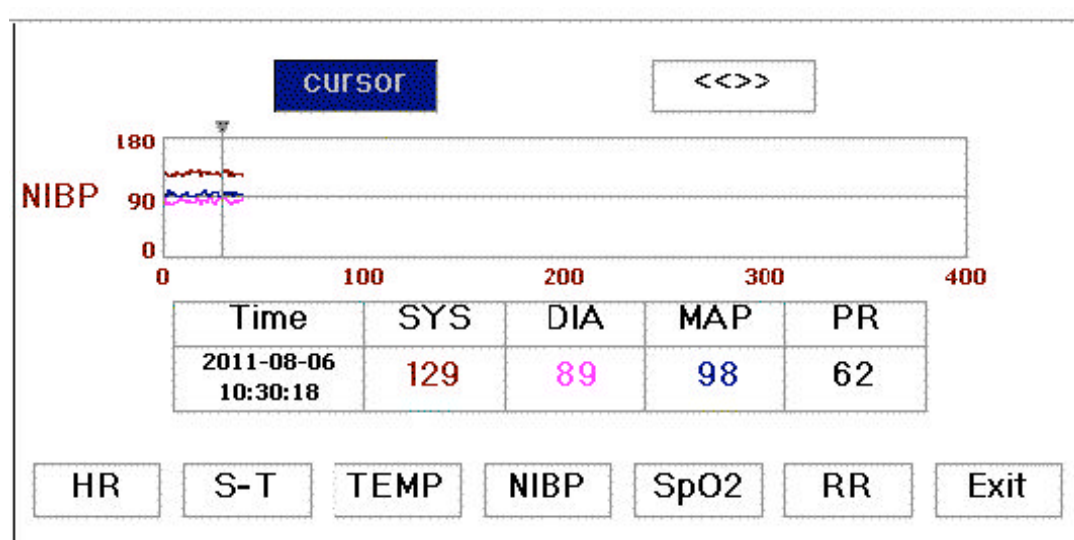 cursor <<>>
180
NIBP 90
0
0 100 200 300 400
Time SYS DIA MAP PR
2011-08-06
10:30:18 129 89 98 62
HR S-T TEMP NIBP SpO2 RR Exit